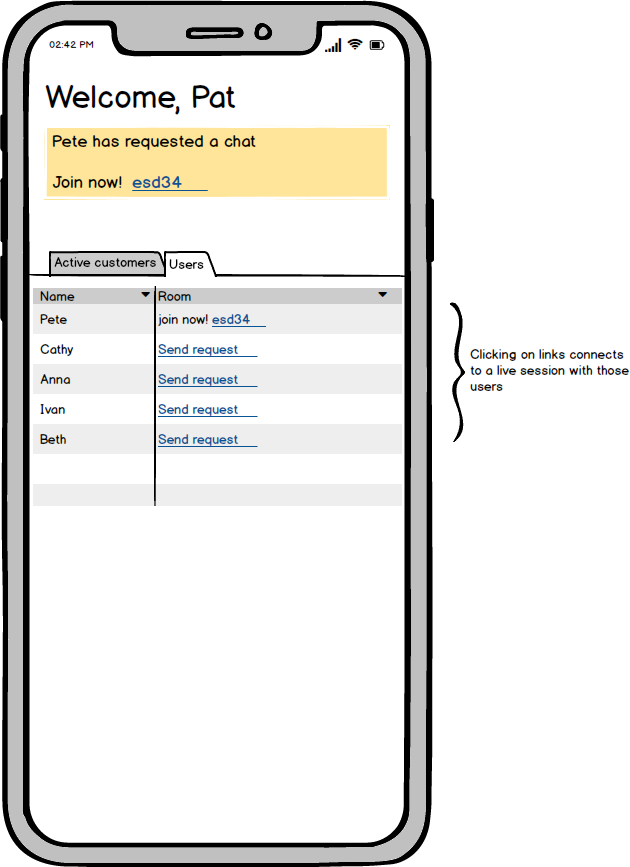 02:42 PM
Welcome, Pat
Pete has requested a chat
Join now! esd34
Active customers Users
Name Room
Pete join now! esd34
Cathy Send request
Anna Send request
Ivan Send request
Beth Send request
Clicking on links connects
to a live session with those
users